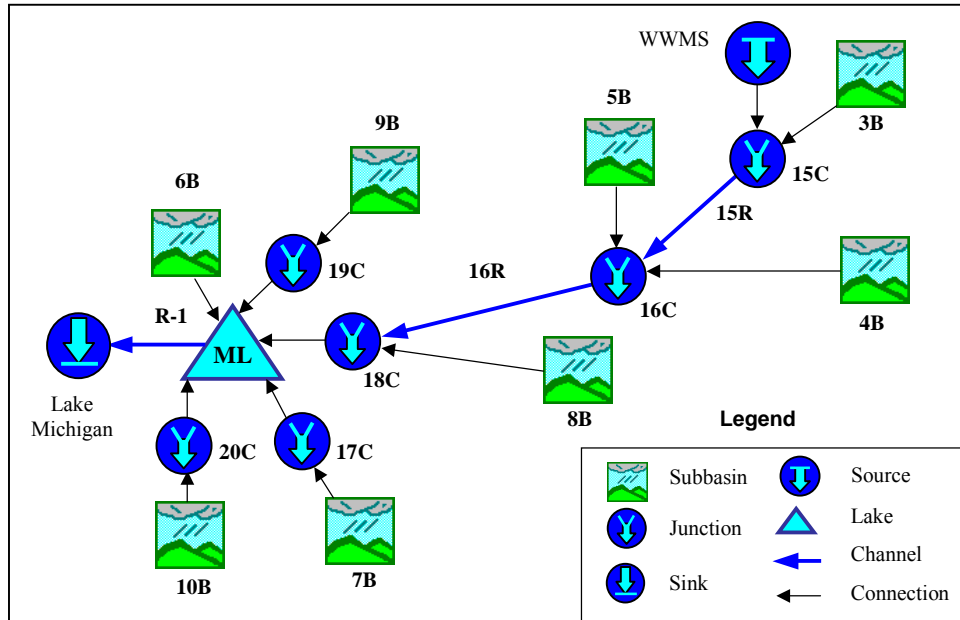 WWMS
5B
3B
9B
15C
6B
15R
19C
16R
16C
R-1
4B
ML
18C
Lake
Michigan
8B
Legend
20C
17C
Subbasin
Source
Junction
Lake
Channel
10B
7B
Sink
Connection